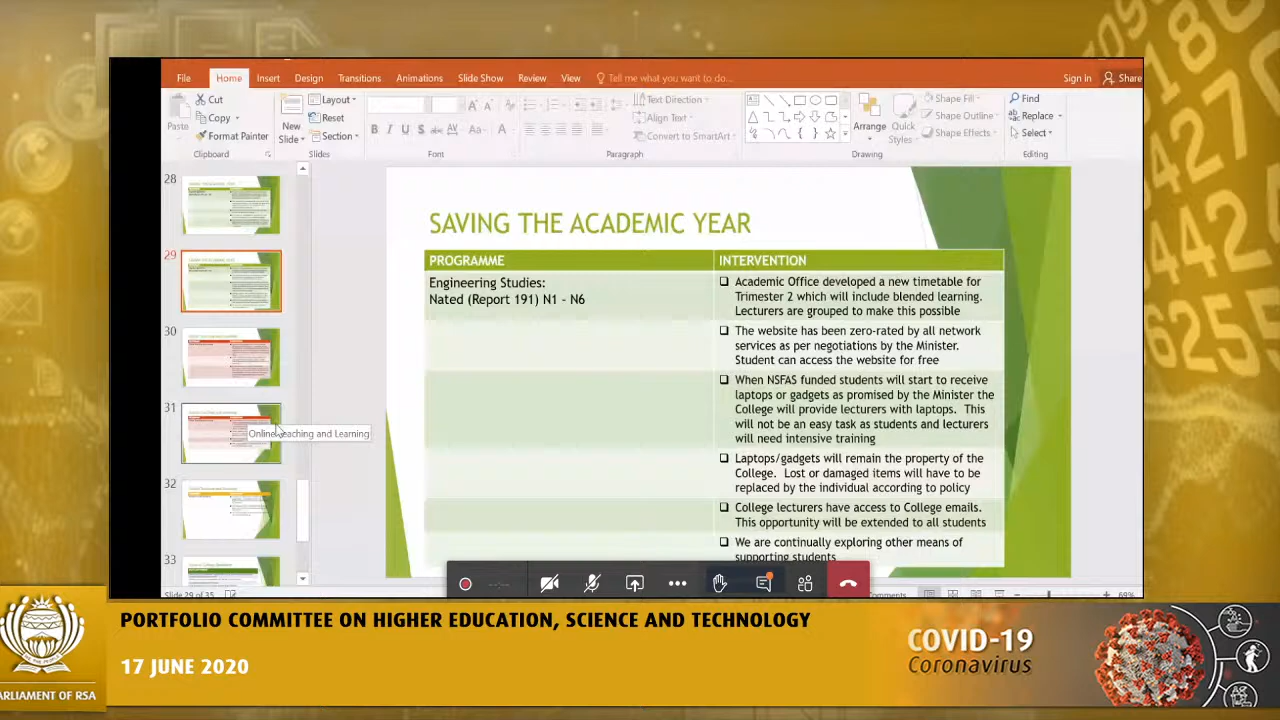 File Home Insert Design Transitions Animations Slide Show Review View Tell me what you want to do... Sign in Share
Cut
Copy
Format Painter
Paste
Clipboard
New
Slide
Layout
Reset
Section
Slides
Font
Text Direction
Align Text
Convert to SmartArt
Paragraph
Arrange
Quick
Styles
Shape Fill
Shape Outline
Shape Effects
Drawing
Find
Replace
Select
Editing
28
29
30
31
Online Teaching and Learning
32
33
SAVING THE ACADEMIC YEAR
PROGRAMME INTERVENTION
Engineering Studies:
Nated (Report 191) N1 - N6
Academic Office developed a new timetable for
Trimester 2 which will include blended learning.
Lecturers are grouped to make this possible
The website has been zero-rated by all network
services as per negotiations by the Minister.
Student can access the website for free
When NSFAS funded students will start to receive
laptops or gadgets as promised by the Minister the
College will provide lecturers with laptops. This
will not be an easy task as students and lecturers
will need intensive training
Laptops/gadgets will remain the property of the
College. Lost or damaged items will have to be
replaced by the individual according to policy
College lecturers have access to College emails.
This opportunity will be extended to all students
We are continually exploring other means of
supporting students
Slide 29 of 35
69%
PORTFOLIO COMMITTEE ON HIGHER EDUCATION, SCIENCE AND TECHNOLOGY
17 JUNE 2020
COVID-19
Coronavirus
ARLIAMENT OF RSA